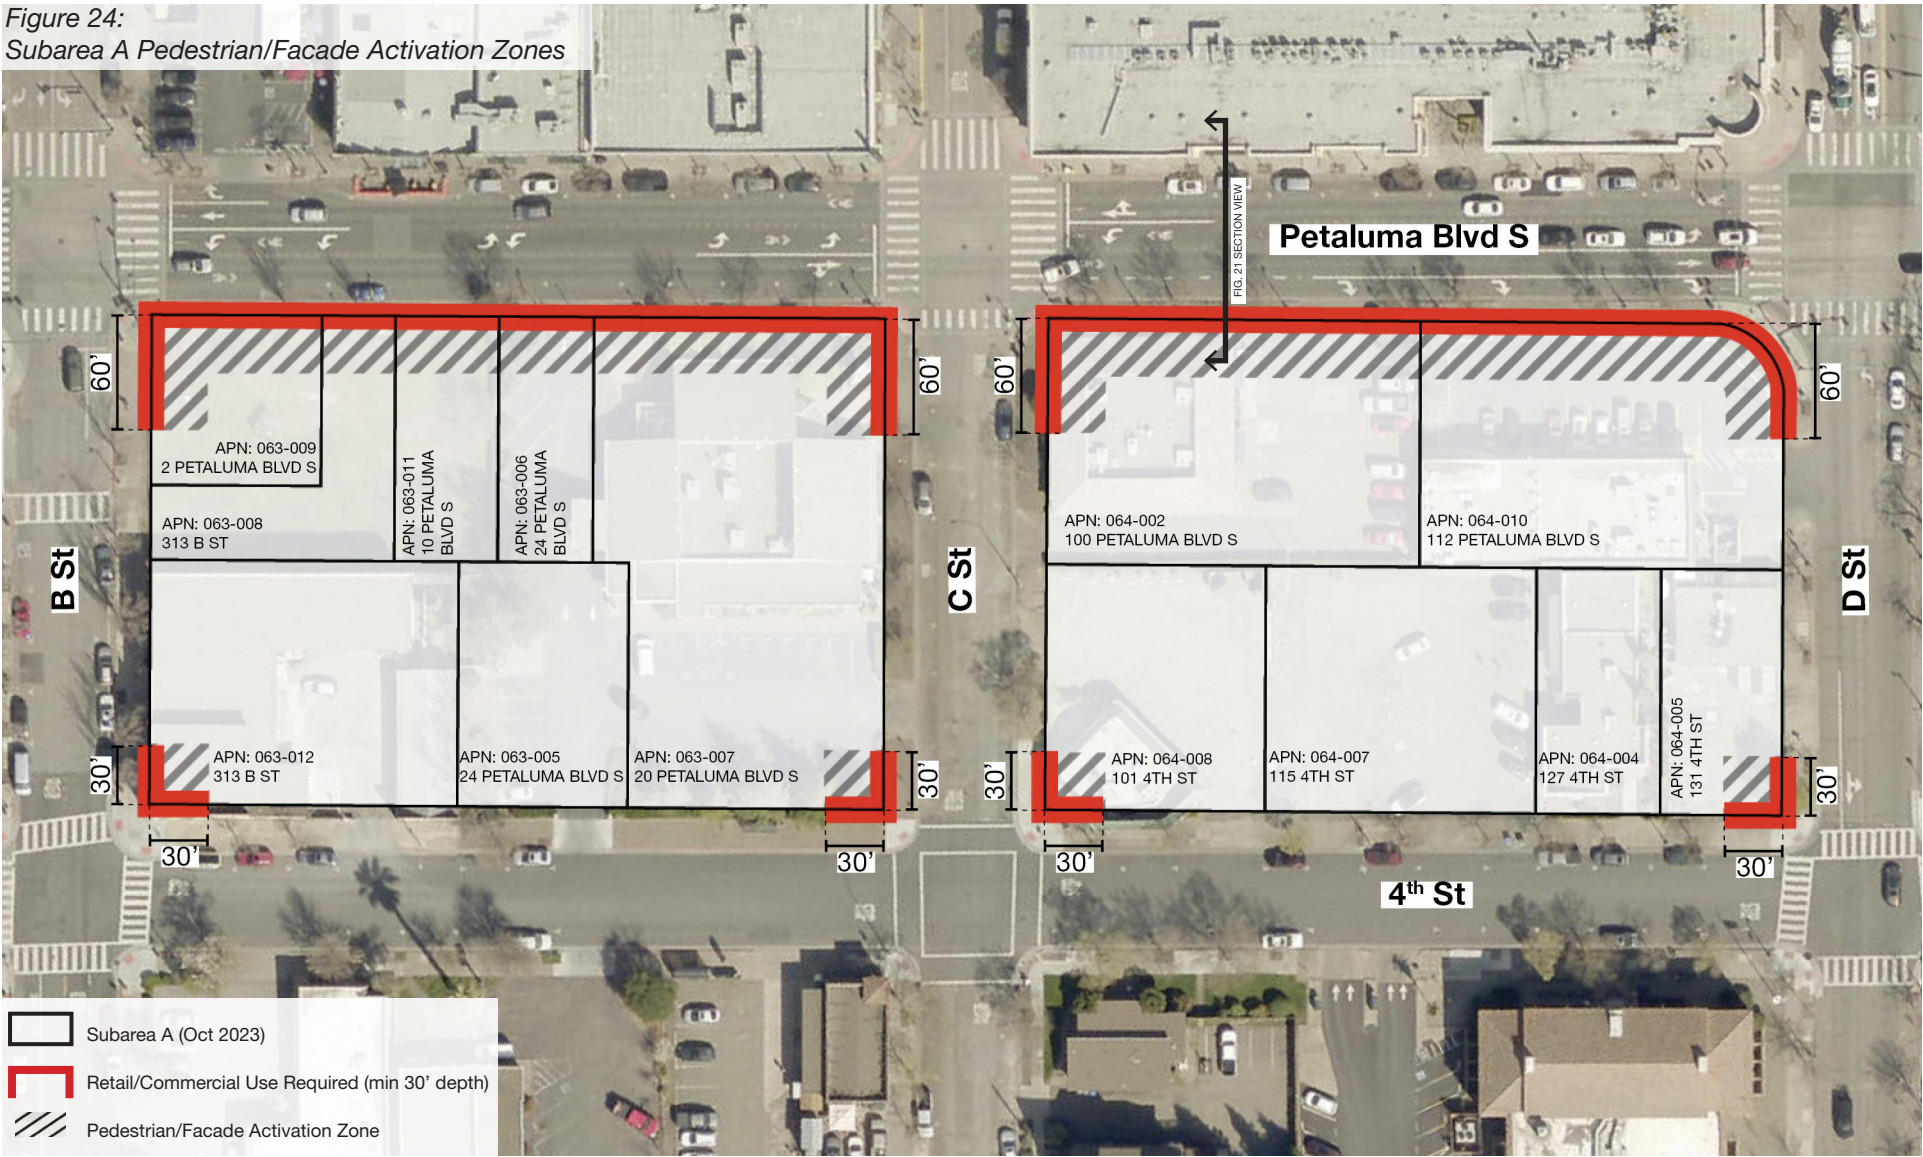 Figure 24:
Subarea A Pedestrian/Facade Activation Zones
FIG. 21 SECTION VIEW
Petaluma Blvd S
60’
60’
60’
60’
APN: 063-009
2 PETALUMA BLVD S
APN: 063-008
313 B ST
APN: 063-011
10 PETALUMA
BLVD S
APN: 063-006
24 PETALUMA
BLVD S
APN: 064-002
100 PETALUMA BLVD S
APN: 064-010
112 PETALUMA BLVD S
B St
C St
D St
APN: 063-012
313 B ST
APN: 063-005
24 PETALUMA BLVD S
APN: 063-007
20 PETALUMA BLVD S
APN: 064-008
101 4TH ST
APN: 064-007
115 4TH ST
APN: 064-004
127 4TH ST
APN: 064-005
131 4TH ST
30’
30’
30’
30’
30’
30’
30’
30’
4th St
Subarea A (Oct 2023)
Retail/Commercial Use Required (min 30’ depth)
Pedestrian/Facade Activation Zone